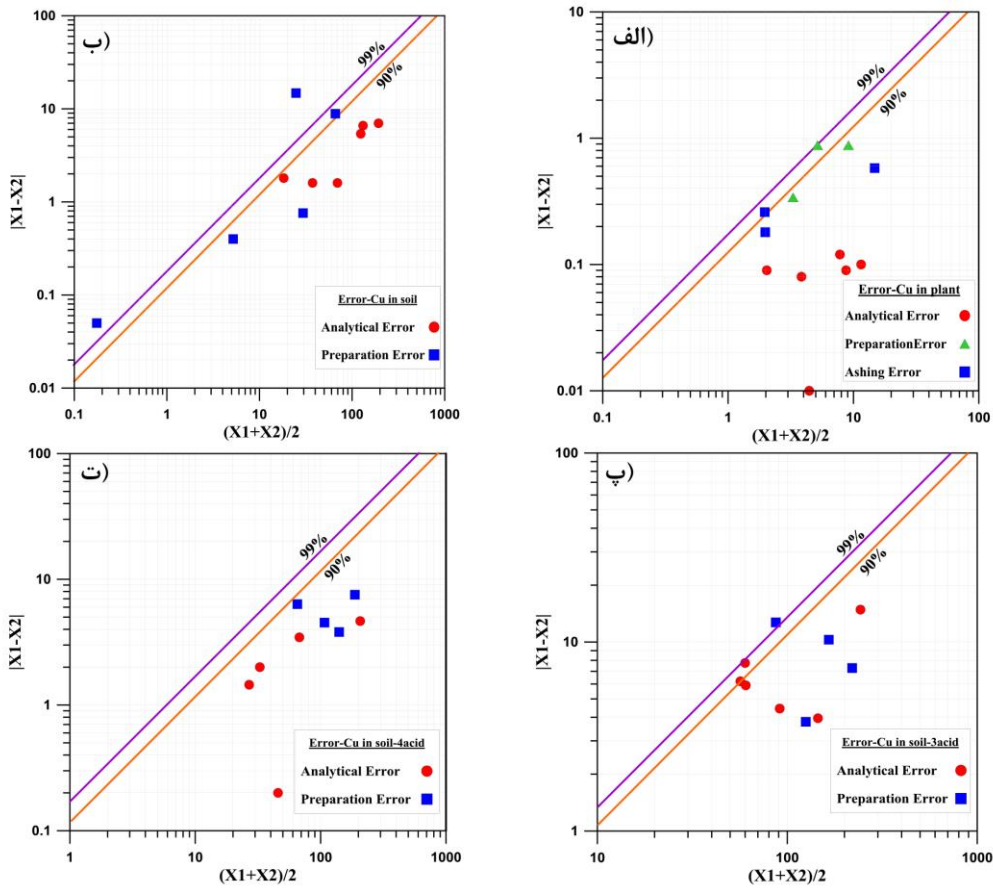 الف)
10
1
0.1
0.01
|X1-X2|
99%
90%
Error-Cu in plant
Analytical Error
PreparationError
Ashing Error
0.1
1
10
100
(X1+X2)/2
ب)
100
10
1
0.1
0.01
|X1-X2|
99%
90%
Error-Cu in soil
Analytical Error
Preparation Error
0.1
1
10
100
1000
(X1+X2)/2
پ)
100
10
1
|X1-X2|
99%
90%
Error-Cu in soil-3acid
Analytical Error
Preparation Error
10
100
1000
(X1+X2)/2
ت)
100
10
1
0.1
|X1-X2|
99%
90%
Error-Cu in soil-4acid
Analytical Error
Preparation Error
1
10
100
1000
(X1+X2)/2